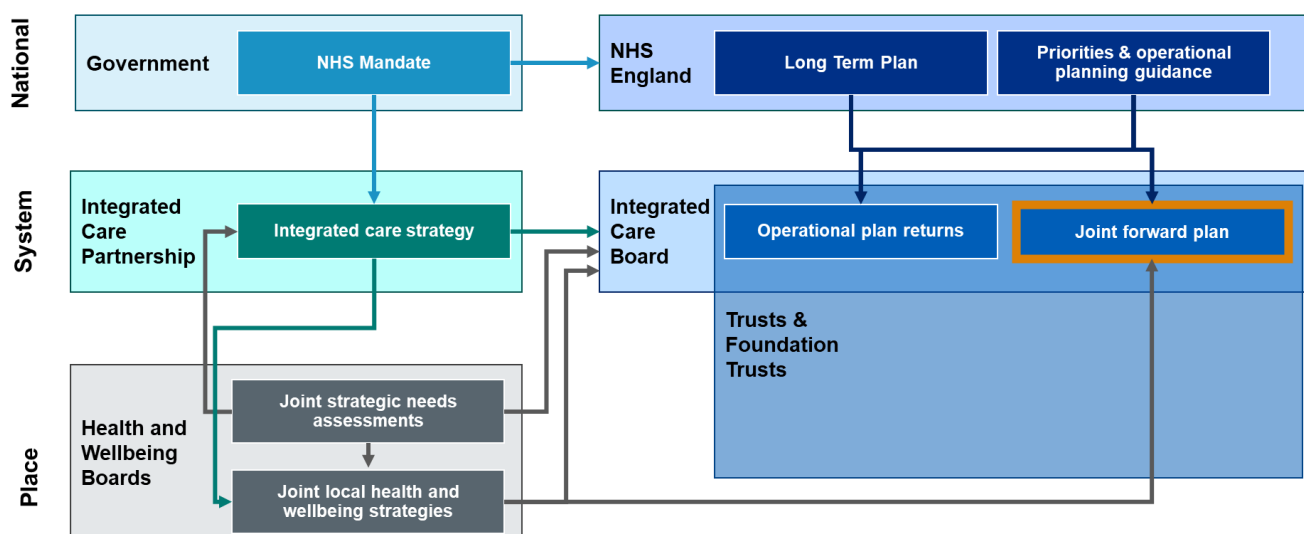 National
Government
NHS Mandate
NHS
England
Long Term Plan
Priorities & operational
planning guidance
System
Integrated
Care
Partnership
Integrated care strategy
Integrated
Care
Board
Operational plan returns
Joint forward plan
Trusts &
Foundation
Trusts
Place
Health and
Wellbeing
Boards
Joint strategic needs
assessments
Joint local health and
wellbeing strategies